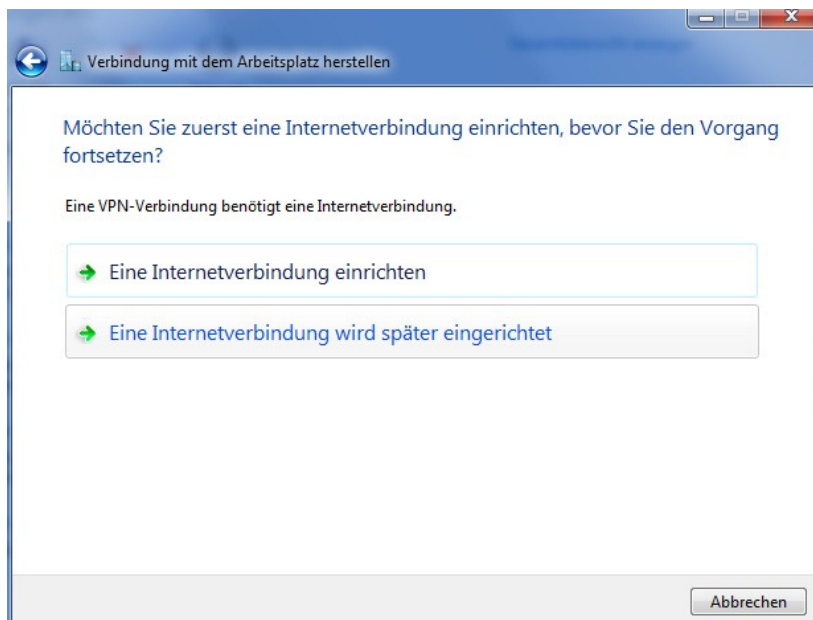 Verbindung mit dem Arbeitsplatz herstellen
Möchten Sie zuerst eine Internetverbindung einrichten, bevor Sie den Vorgang
fortsetzen?
Eine VPN-Verbindung benötigt eine Internetverbindung.
Eine Internetverbindung einrichten
Eine Internetverbindung wird später eingerichtet
Abbrechen